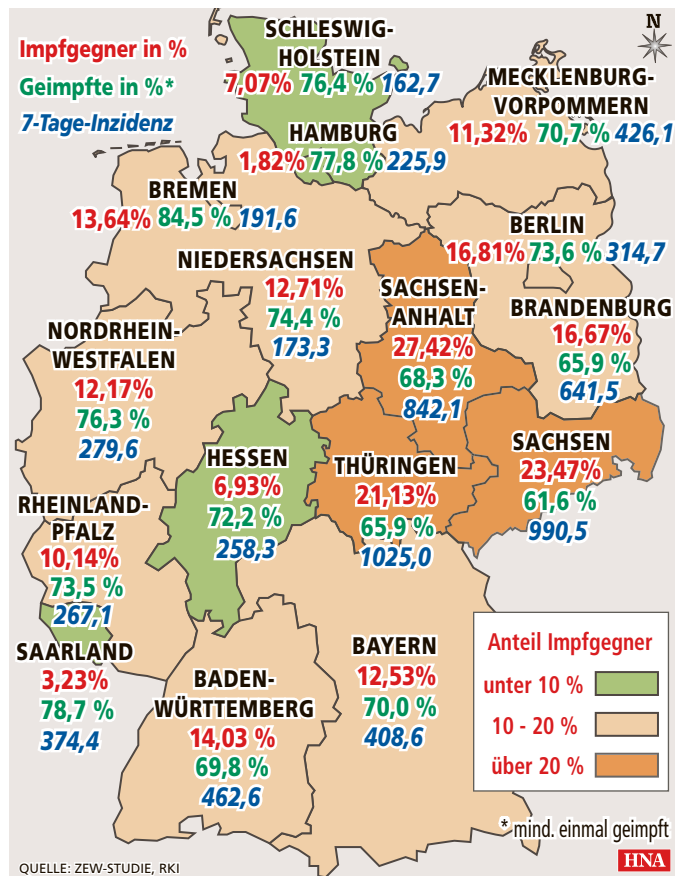 Impfgegner in %
Geimpfte in %*
7-Tage-Inzidenz
N
SCHLESWIG-
HOLSTEIN
7,07% 76,4 % 162,7
HAMBURG
1,82% 77,8 % 225,9
MECKLENBURG-
VORPOMMERN
11,32% 70,7 % 426,1
BREMEN
13,64% 84,5 % 191,6
BERLIN
16,81% 73,6 % 314,7
NIEDERSACHSEN
12,71%
74,4 %
173,3
SACHSEN-
ANHALT
27,42%
68,3 %
842,1
BRANDENBURG
16,67%
65,9 %
641,5
NORDRHEIN-
WESTFALEN
12,17%
76,3 %
279,6
HESSEN
6,93%
72,2 %
258,3
THÜRINGEN
21,13%
65,9 %
1025,0
SACHSEN
23,47%
61,6 %
990,5
RHEINLAND-
PFALZ
10,14%
73,5 %
267,1
SAARLAND
3,23%
78,7 %
374,4
BADEN-
WÜRTTEMBERG
14,03 %
69,8 %
462,6
BAYERN
12,53%
70,0 %
408,6
Anteil Impfgegner
unter 10 %
10 - 20 %
über 20 %
* mind. einmal geimpft
QUELLE: ZEW-STUDIE, RKI
HNA